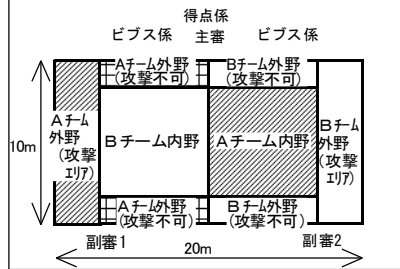 得点係
ビブス係 主審 ビブス係
Aチーム外野
(攻撃不可)
Bチーム外野
(攻撃不可)
Aチーム
外野
(攻撃
エリア)
10m
Bチーム内野
Aチーム内野
Bチーム
外野
(攻撃
エリア)
Aチーム外野
(攻撃不可)
Bチーム外野
(攻撃不可)
副審1
副審2
20m